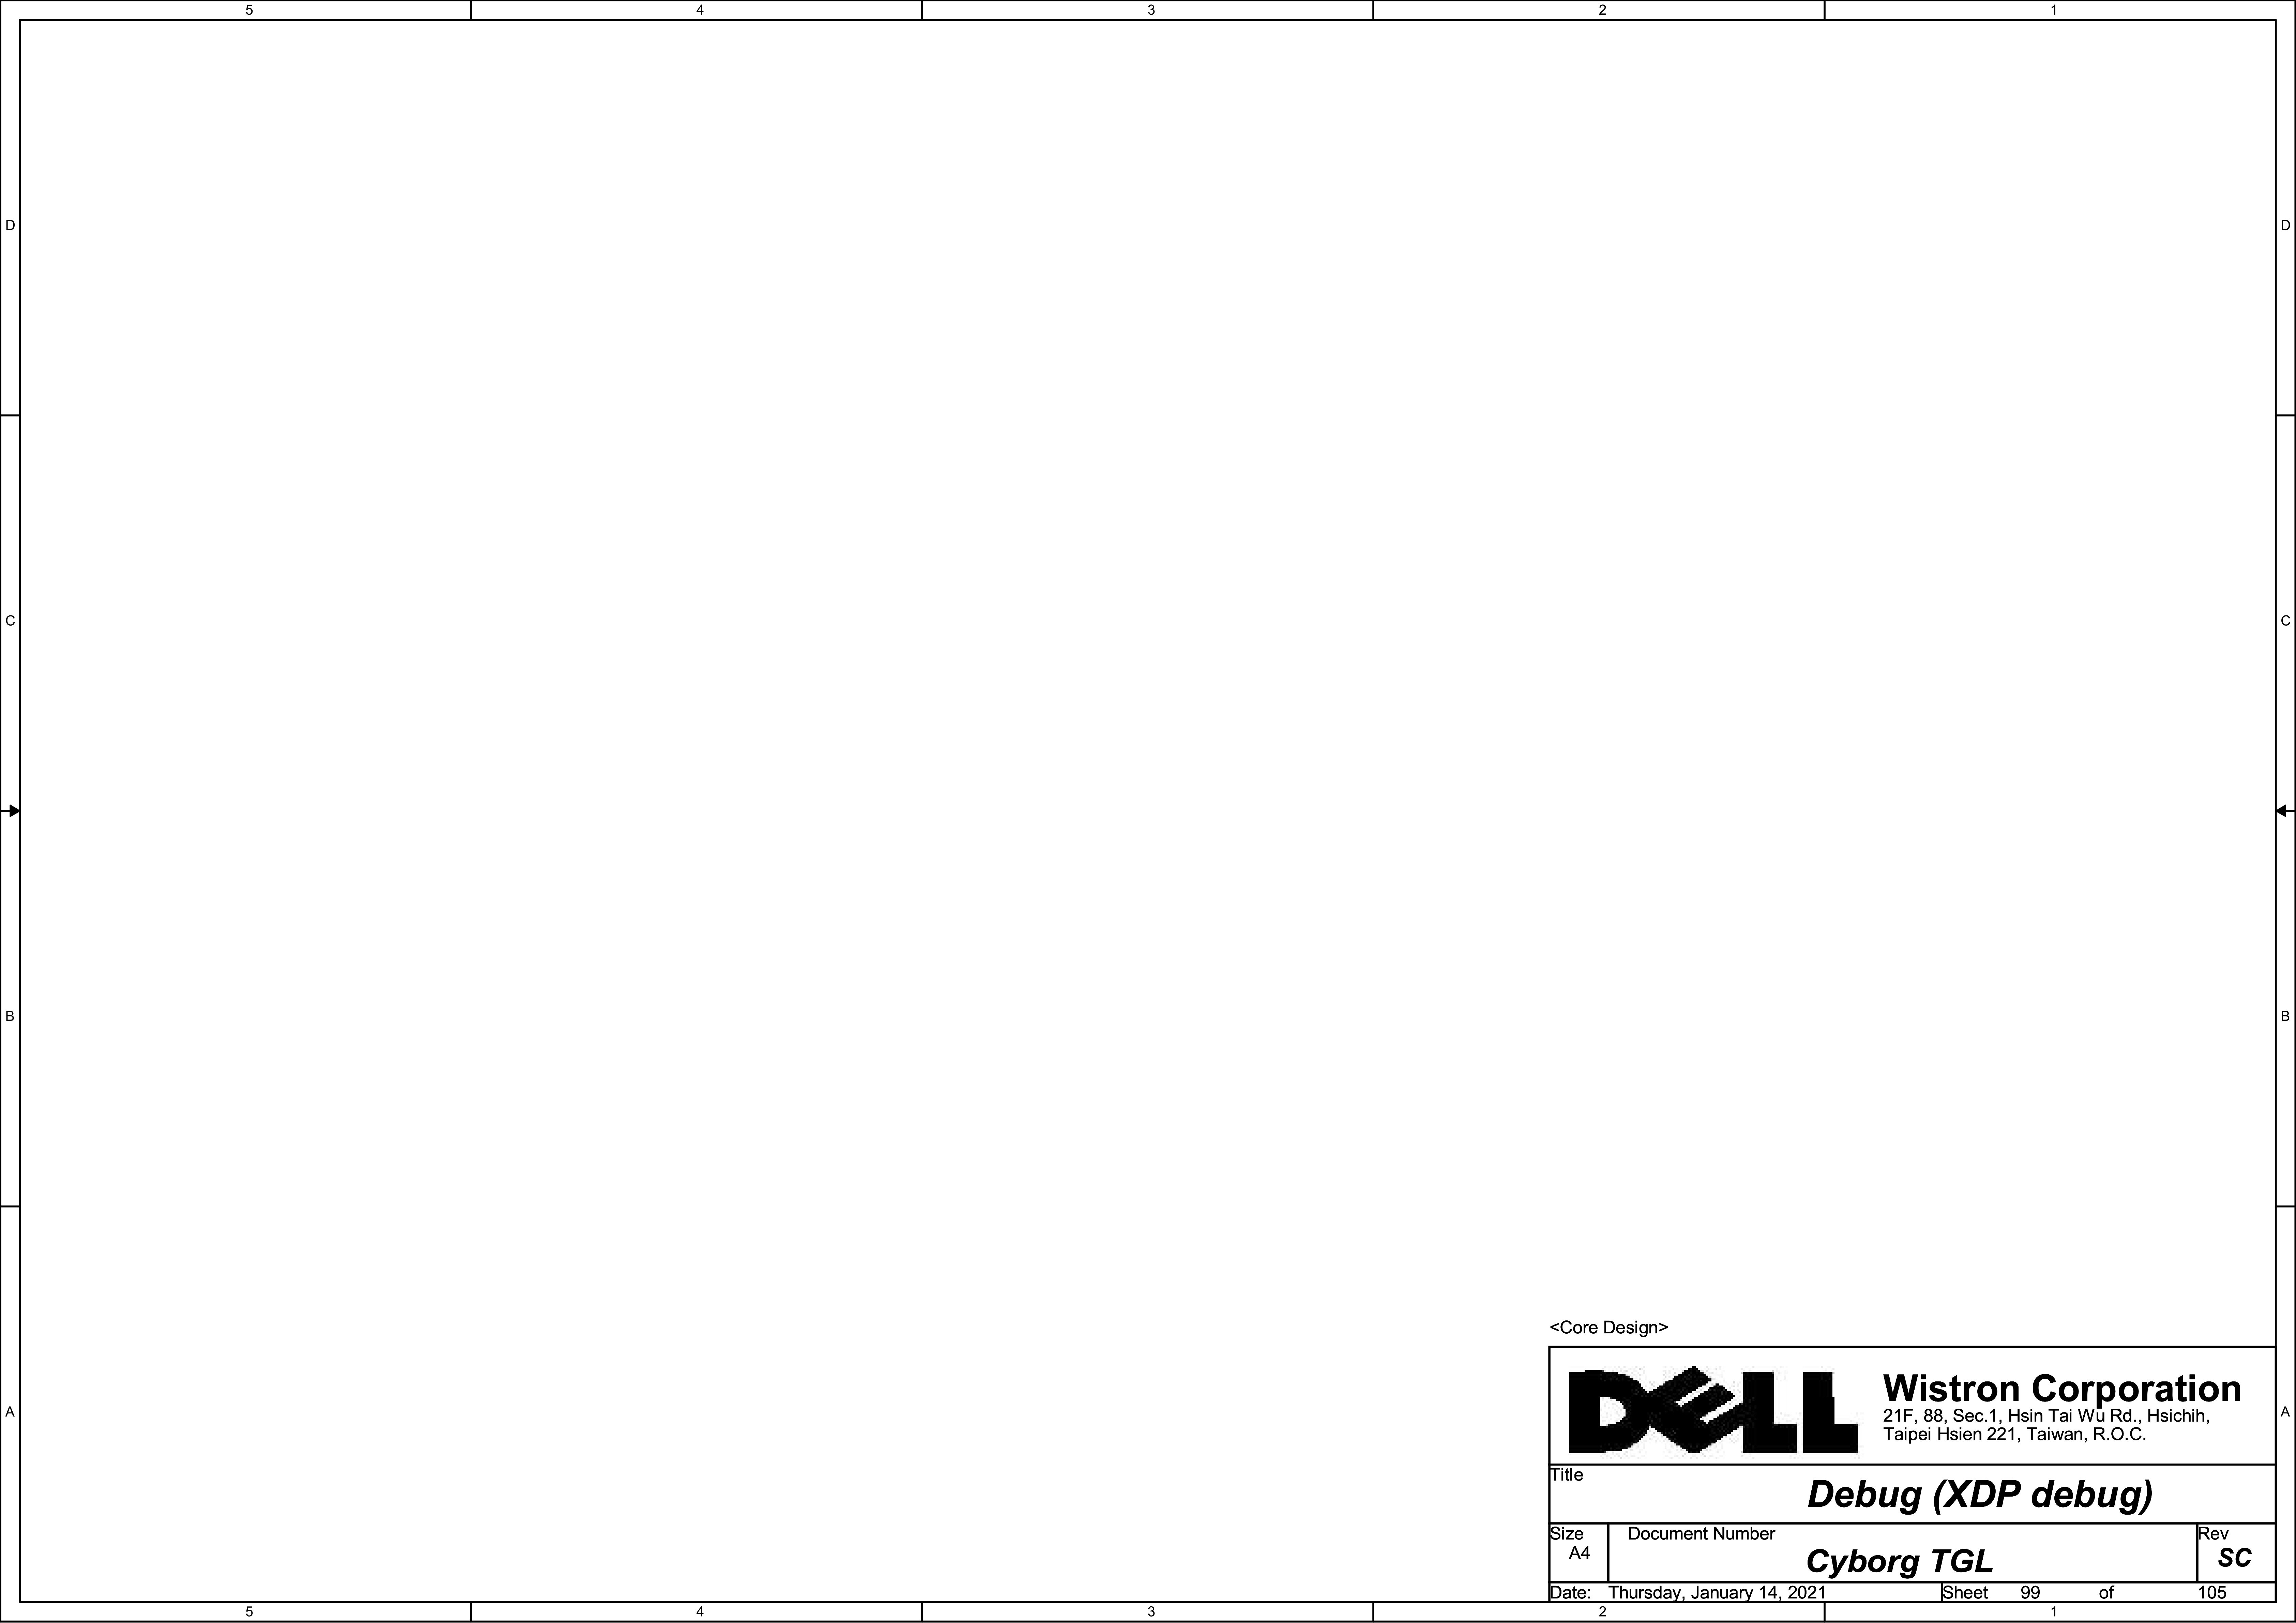 5 4 3 2 1
D D
C C
B B
A A
<Core Design>
DELL
Wistron Corporation
21F, 88, Sec.1, Hsin Tai Wu Rd., Hsichih,
Taipei Hsien 221, Taiwan, R.O.C.
Title
Debug (XDP debug)
Size Document Number Rev
A4 Cyborg TGL SC
Date: Thursday, January 14, 2021 Sheet 99 of 105
5 4 3 2 1